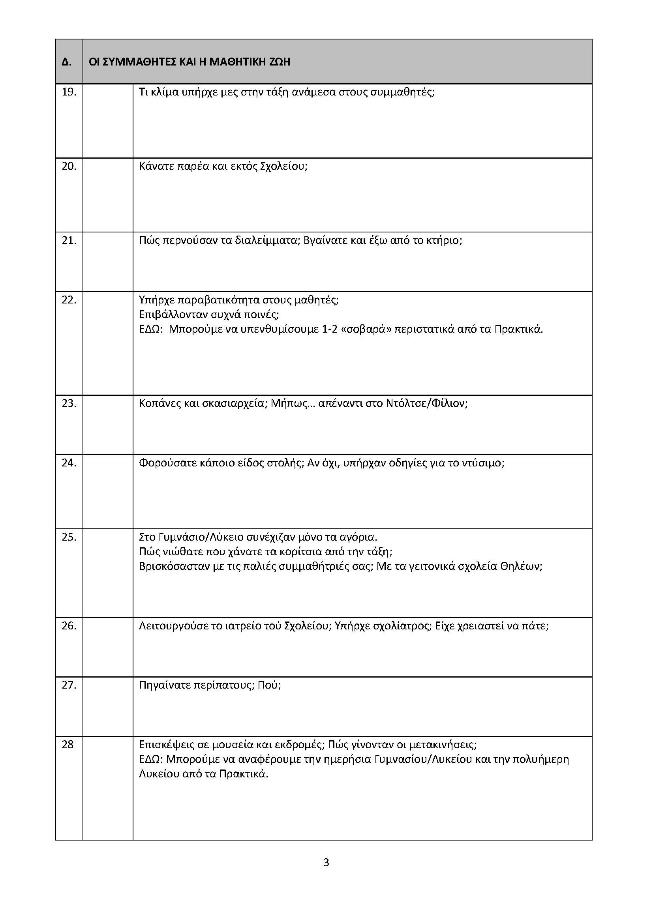 Δ. ΟΙ ΣΥΜΜΑΘΗΤΕΣ ΚΑΙ Η ΜΑΘΗΤΙΚΗ ΖΩΗ
19. Τι κλίμα υπήρχε μες στην τάξη ανάμεσα στους συμμαθητές;
20. Κάνατε παρέα και εκτός Σχολείου;
21. Πώς περνούσαν τα διαλείμματα; Βγαίνατε και έξω από το κτήριο;
22. Υπήρχε παραβατικότητα στους μαθητές;
Επιβάλλονταν συχνά ποινές;
ΕΔΩ: Μπορούμε να υπενθυμίσουμε 1-2 «σοβαρά» περιστατικά από τα Πρακτικά.
23. Κοπάνες και σκασιαρχεία; Μήπως... απέναντι στο Ντόλτσε/Φίλιον;
24. Φορούσατε κάποιο είδος στολής; Αν όχι, υπήρχαν οδηγίες για το ντύσιμο;
25. Στο Γυμνάσιο/Λύκειο συνέχιζαν μόνο τα αγόρια.
Πώς νιώθατε που χάνατε τα κορίτσια από την τάξη;
Βρισκόσασταν με τις παλιές συμμαθήτριές σας; Με τα γειτονικά σχολεία Θηλέων;
26. Λειτουργούσε το ιατρείο τού Σχολείου; Υπήρχε σχολίατρος; Είχε χρειαστεί να πάτε;
27. Πηγαίνατε περίπατους; Πού;
28 Επισκέψεις σε μουσεία και εκδρομές; Πώς γίνονταν οι μετακινήσεις;
ΕΔΩ: Μπορούμε να αναφέρουμε την ημερήσια Γυμνασίου/Λυκείου και την πολυήμερη
Λυκείου από τα Πρακτικά.
3